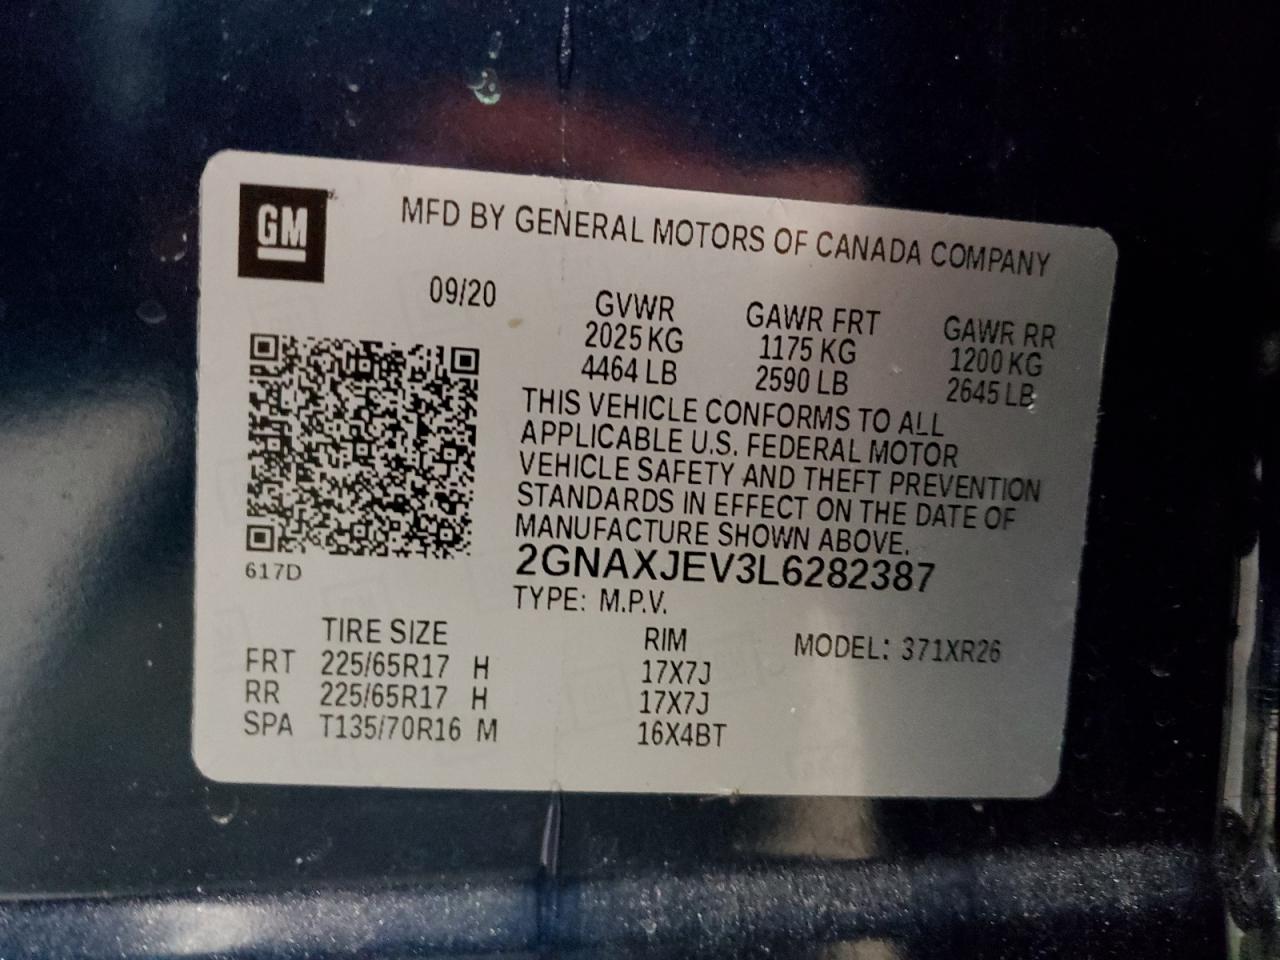 GM
MFD BY GENERAL MOTORS OF CANADA COMPANY
09/20
GVWR GAWR FRT GAWR RR
2025 KG 1175 KG 1200 KG
4464 LB 2590 LB 2645 LB
THIS VEHICLE CONFORMS TO ALL
APPLICABLE U.S. FEDERAL MOTOR
VEHICLE SAFETY AND THEFT PREVENTION
STANDARDS IN EFFECT ON THE DATE OF
MANUFACTURE SHOWN ABOVE.
2GNAXJEV3L6282387
617D
TYPE: M.P.V.
TIRE SIZE RIM MODEL: 371XR26
FRT 225/65R17 H 17X7J
RR 225/65R17 H 17X7J
SPA T135/70R16 M 16X4BT